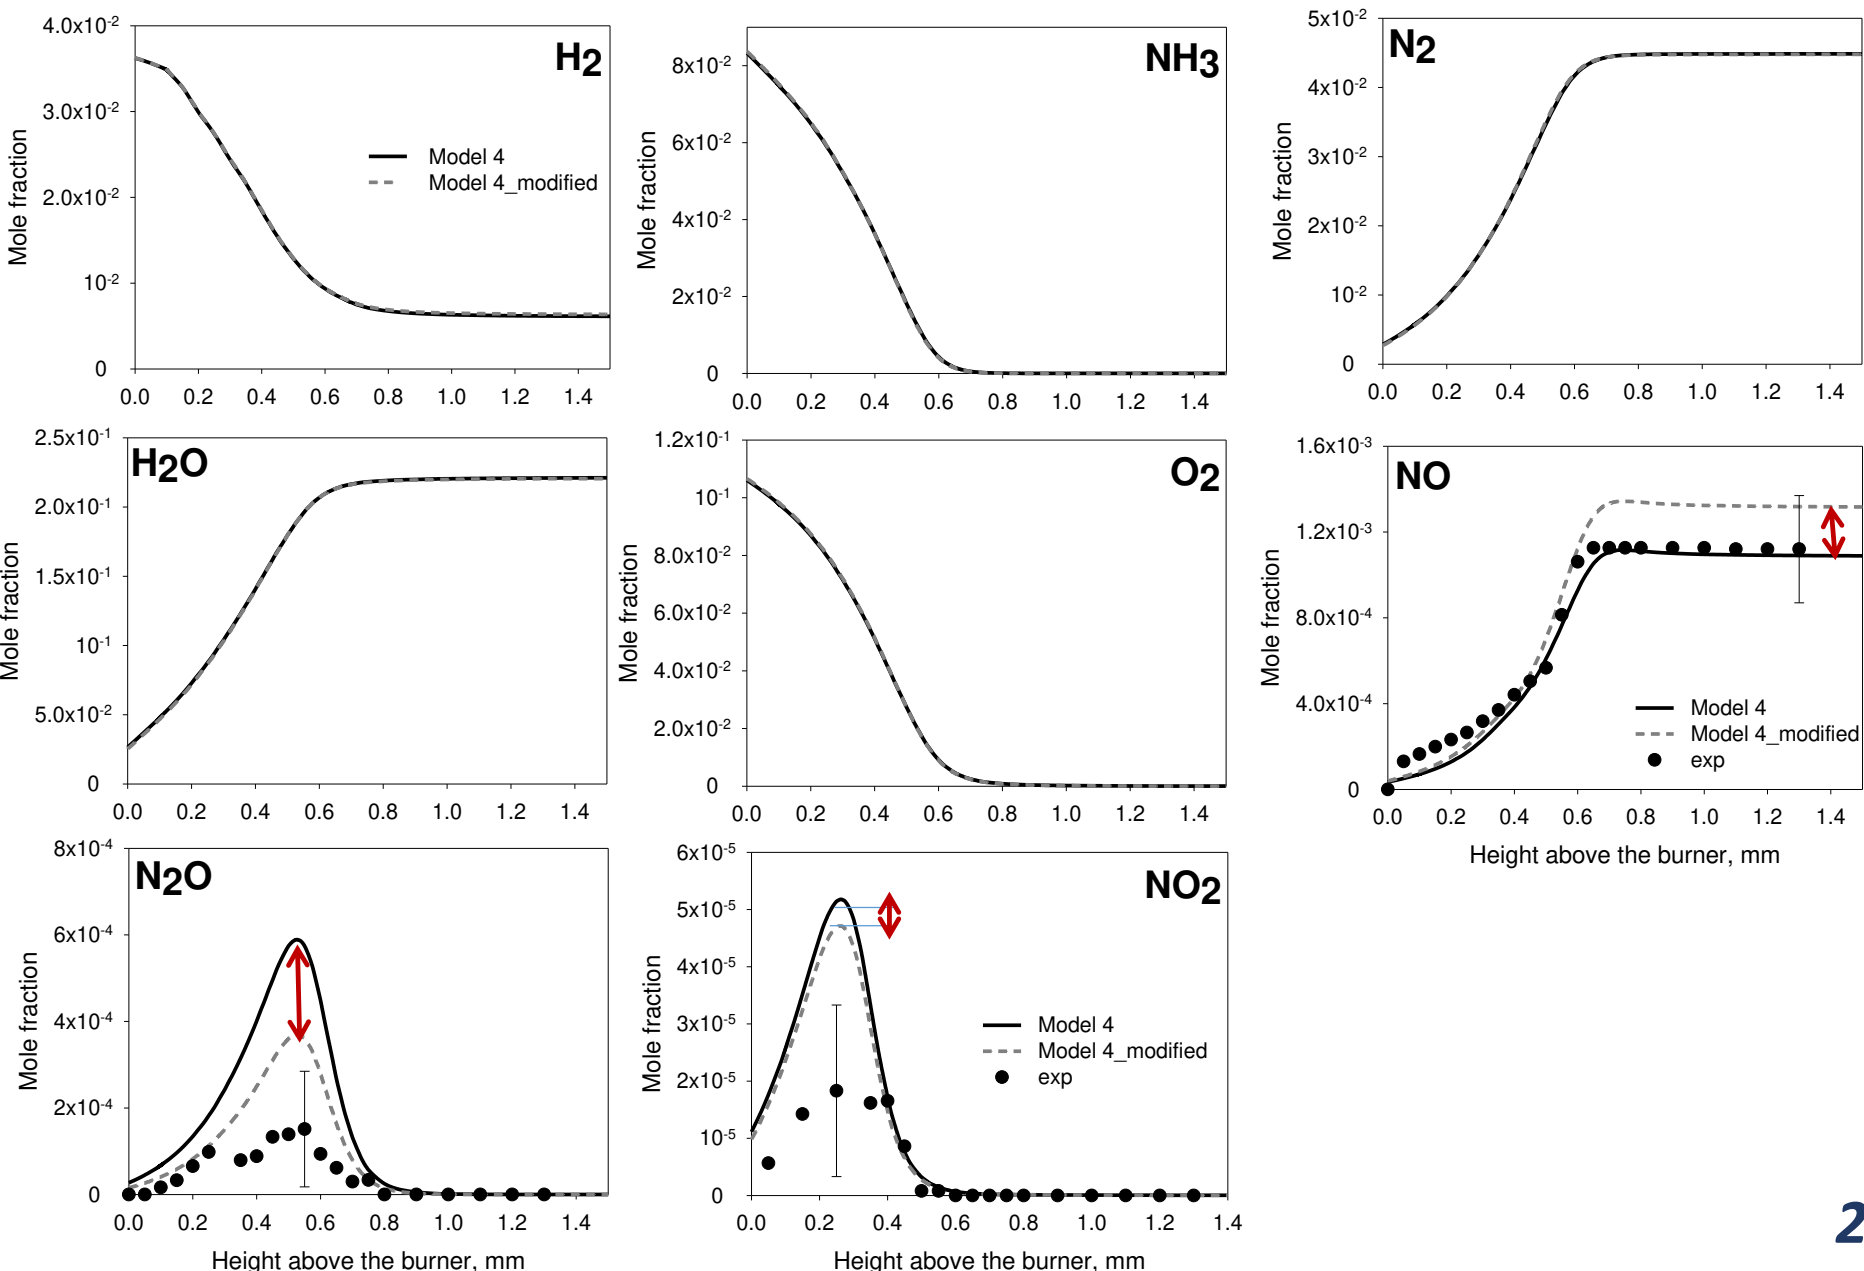 H2
Mole fraction
4.0x10-2
3.0x10-2
2.0x10-2
10-2
0
Model 4
Model 4_modified
0.0 0.2 0.4 0.6 0.8 1.0 1.2 1.4
NH3
Mole fraction
8x10-2
6x10-2
4x10-2
2x10-2
0
0.0 0.2 0.4 0.6 0.8 1.0 1.2 1.4
N2
Mole fraction
5x10-2
4x10-2
3x10-2
2x10-2
10-2
0
0.0 0.2 0.4 0.6 0.8 1.0 1.2 1.4
H2O
Mole fraction
2.5x10-1
2.0x10-1
1.5x10-1
10-1
5.0x10-2
0
0.0 0.2 0.4 0.6 0.8 1.0 1.2 1.4
O2
Mole fraction
1.2x10-1
10-1
8.0x10-2
6.0x10-2
4.0x10-2
2.0x10-2
0
0.0 0.2 0.4 0.6 0.8 1.0 1.2 1.4
NO
Mole fraction
1.6x10-3
1.2x10-3
8.0x10-4
4.0x10-4
0
Model 4
Model 4_modified
exp
0.0 0.2 0.4 0.6 0.8 1.0 1.2 1.4
Height above the burner, mm
N2O
Mole fraction
8x10-4
6x10-4
4x10-4
2x10-4
0
0.0 0.2 0.4 0.6 0.8 1.0 1.2 1.4
Height above the burner, mm
NO2
Mole fraction
6x10-5
5x10-5
4x10-5
3x10-5
2x10-5
10-5
0
Model 4
Model 4_modified
exp
0.0 0.2 0.4 0.6 0.8 1.0 1.2 1.4
Height above the burner, mm
2